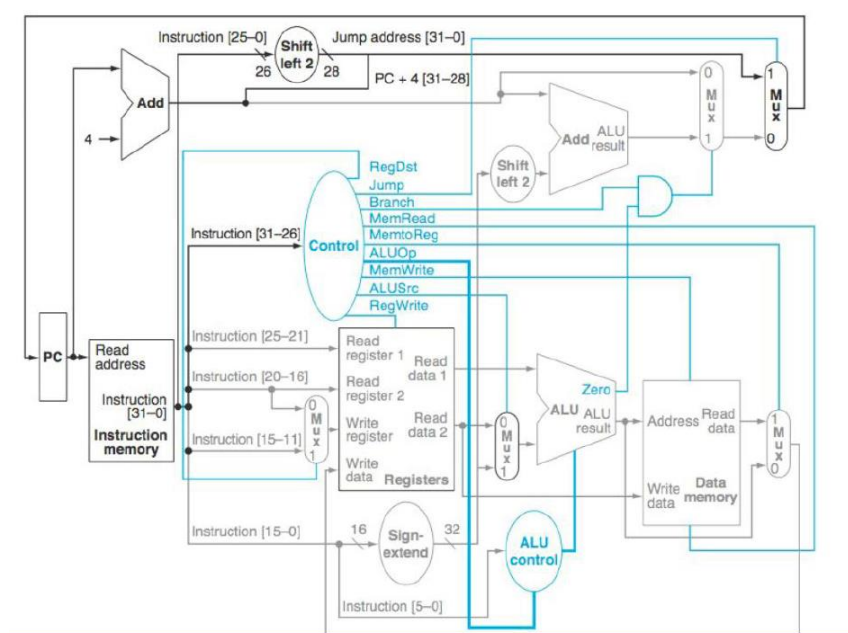 Instruction [25–0]
Shift
left 2
Jump address [31–0]
26
28
PC + 4 [31–28]
Add
4
0
M
u
x
1
1
M
u
x
0
Add
ALU
result
Shift
left 2
RegDst
Jump
Branch
MemRead
MemtoReg
ALUOp
MemWrite
ALUSrc
RegWrite
Instruction [31–26]
Control
PC
Read
address
Instruction
[31–0]
Instruction
memory
Instruction [25–21]
Instruction [20–16]
Instruction [15–11]
0
M
u
x
1
Read
register 1
Read
register 2
Write
register
Write
data
Read
data 1
Read
data 2
Registers
0
M
u
x
1
Zero
ALU
ALU
result
Address
Read
data
Write
data
Data
memory
1
M
u
x
0
Instruction [15–0]
16
Sign-
extend
32
ALU
control
Instruction [5–0]